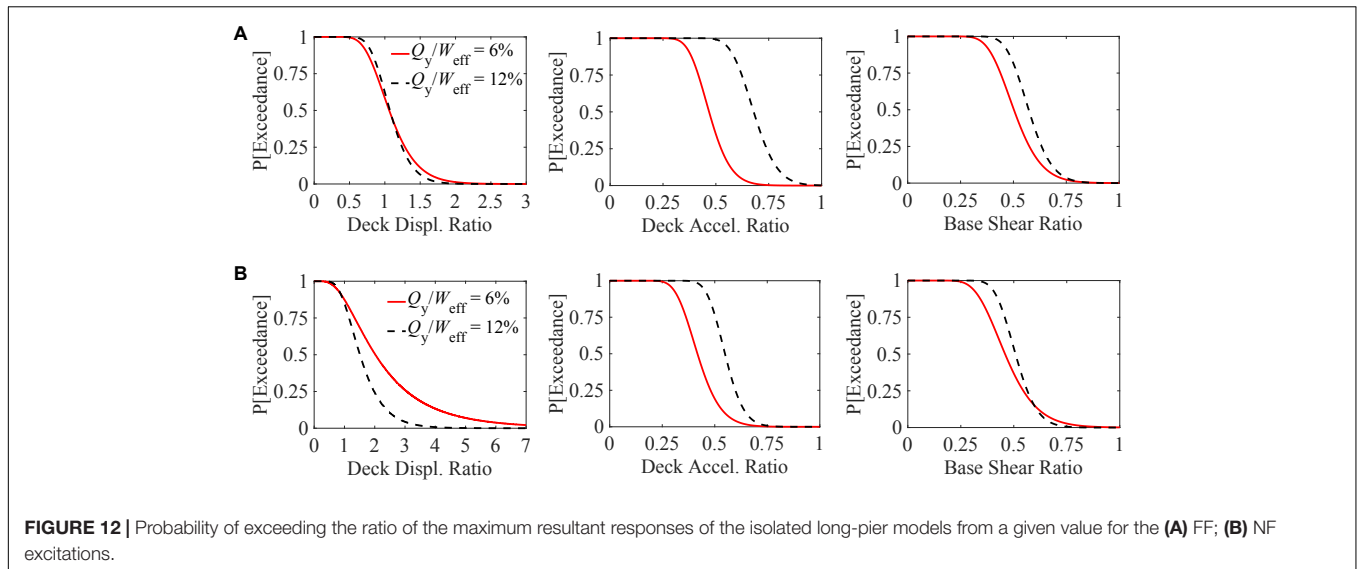 A
1
0.75
0.5
0.25
0
P[Exceedance]
Qy/Weff = 6%
Qy/Weff = 12%
0 0.5 1 1.5 2 2.5 3
Deck Displ. Ratio
1
0.75
0.5
0.25
0
P[Exceedance]
0 0.25 0.5 0.75 1
Deck Accel. Ratio
1
0.75
0.5
0.25
0
P[Exceedance]
0 0.25 0.5 0.75 1
Base Shear Ratio
B
1
0.75
0.5
0.25
0
P[Exceedance]
Qy/Weff = 6%
Qy/Weff = 12%
0 1 2 3 4 5 6 7
Deck Displ. Ratio
1
0.75
0.5
0.25
0
P[Exceedance]
0 0.25 0.5 0.75 1
Deck Accel. Ratio
1
0.75
0.5
0.25
0
P[Exceedance]
0 0.25 0.5 0.75 1
Base Shear Ratio
FIGURE 12 | Probability of exceeding the ratio of the maximum resultant responses of the isolated long-pier models from a given value for the (A) FF; (B) NF
excitations.